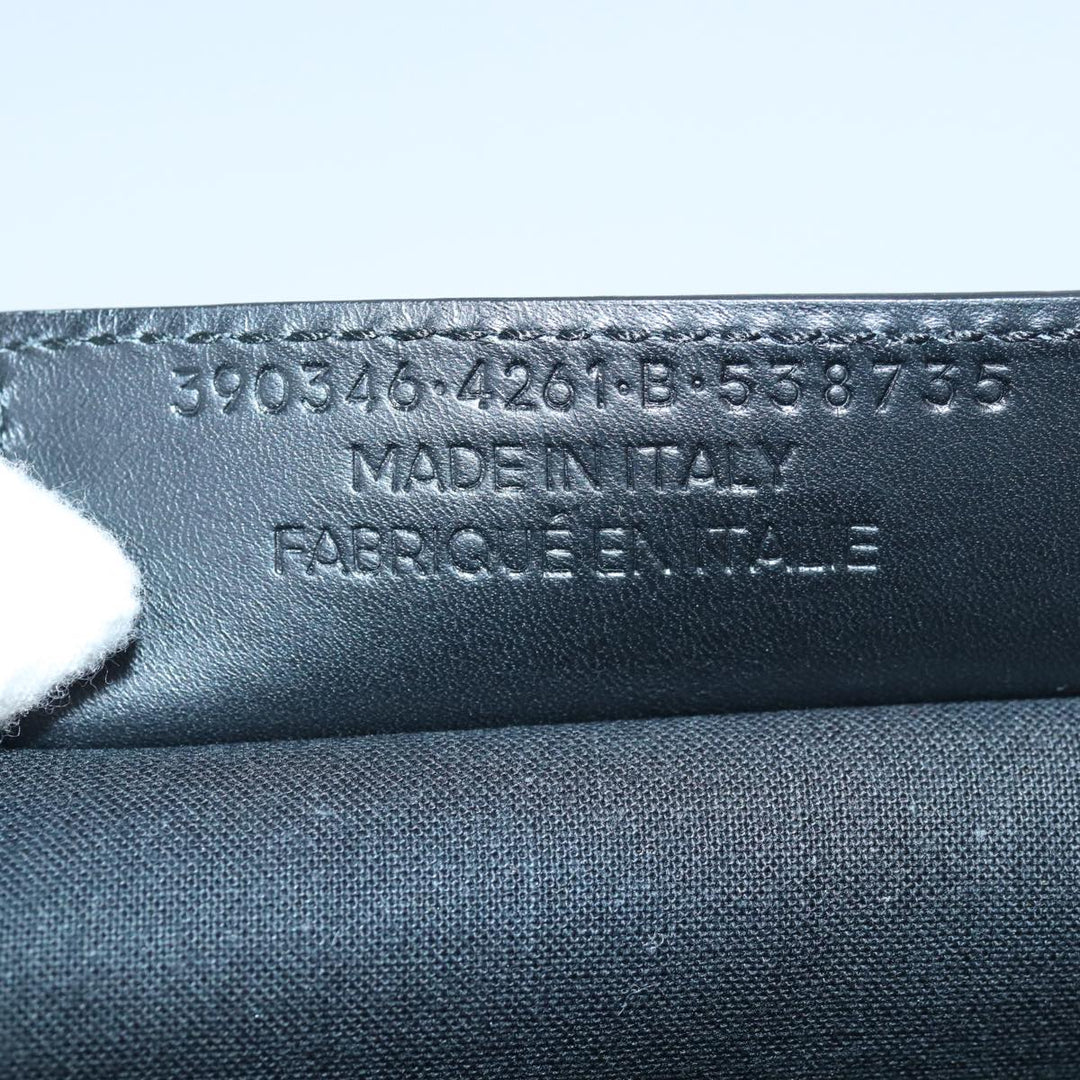 390346·4261·B·538735
MADE IN ITALY
FABRIQUÉ EN ITALIE